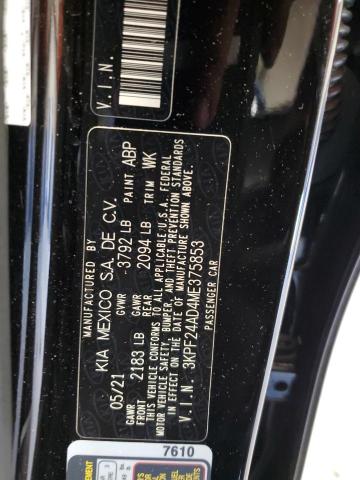 V.I.N.
MANUFACTURED BY
KIA MEXICO S.A. DE C.V.
05/21 GVWR 3792 LB PAINT ABP
GAWR FRONT 2183 LB GAWR REAR 2094 LB TRIM WK
THIS VEHICLE CONFORMS TO ALL APPLICABLE U.S.A. FEDERAL
MOTOR VEHICLE SAFETY, BUMPER, AND THEFT PREVENTION STANDARDS
IN EFFECT ON THE DATE OF MANUFACTURE SHOWN ABOVE.
V.I.N. 3KPF24AD4ME375853
PASSENGER CAR
7610